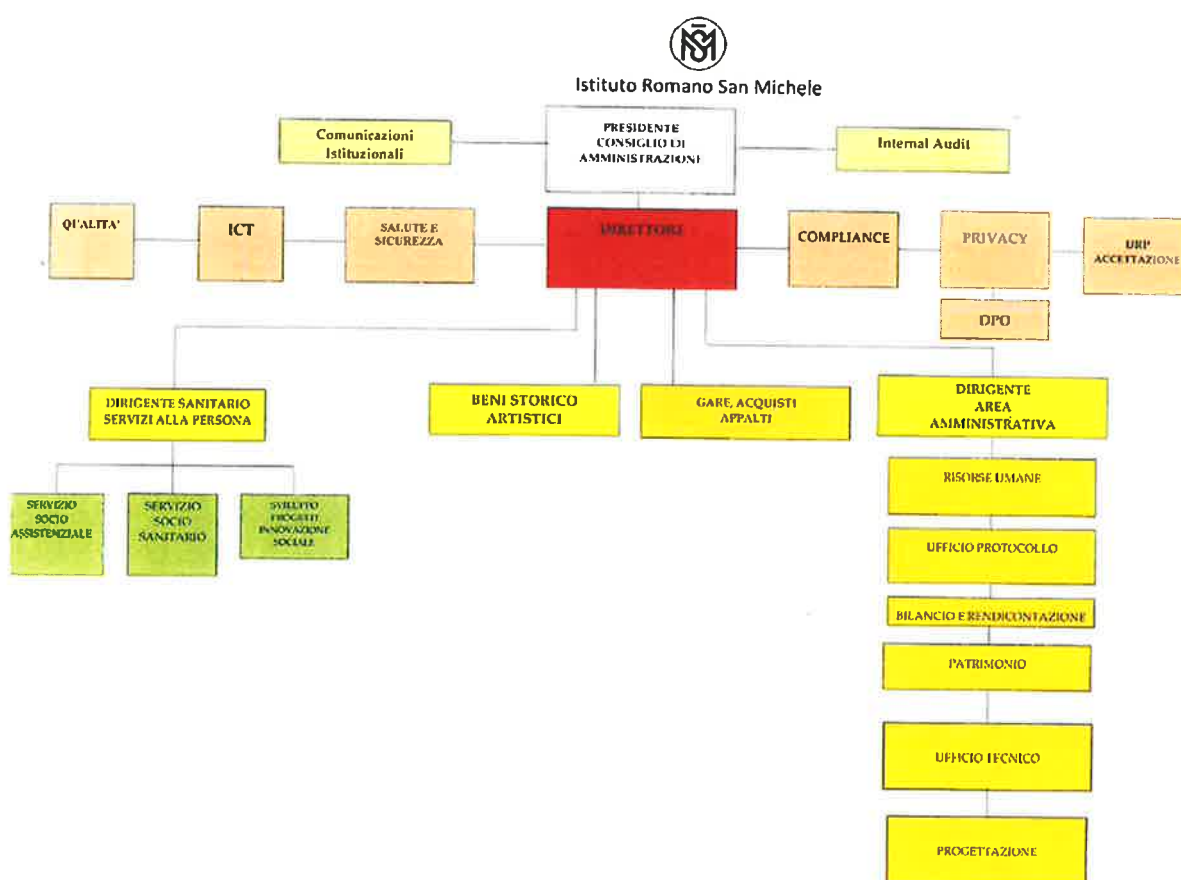 Istituto Romano San Michele
PRESIDENTE
CONSIGLIO DI
AMMINISTRAZIONE
Comunicazioni
Istituzionali
Internal Audit
QUALITA'
ICT
SALUTE E
SICUREZZA
DIRETTORE
COMPLIANCE
PRIVACY
URP
ACCETTAZIONE
DPO
DIRIGENTE SANITARIO
SERVIZI ALLA PERSONA
BENI STORICO
ARTISTICI
GARE, ACQUISTI
APPALTI
DIRIGENTE
AREA
AMMINISTRATIVA
SERVIZIO
SOCIO
ASSISTENZIALE
SERVIZIO
SOCIO
SANITARIO
SVILUPPO
PROGETTI
INNOVAZIONE
SOCIALE
RISORSE UMANE
UFFICIO PROTOCOLLO
BILANCIO E RENDICONTAZIONE
PATRIMONIO
UFFICIO TECNICO
PROGETTAZIONE